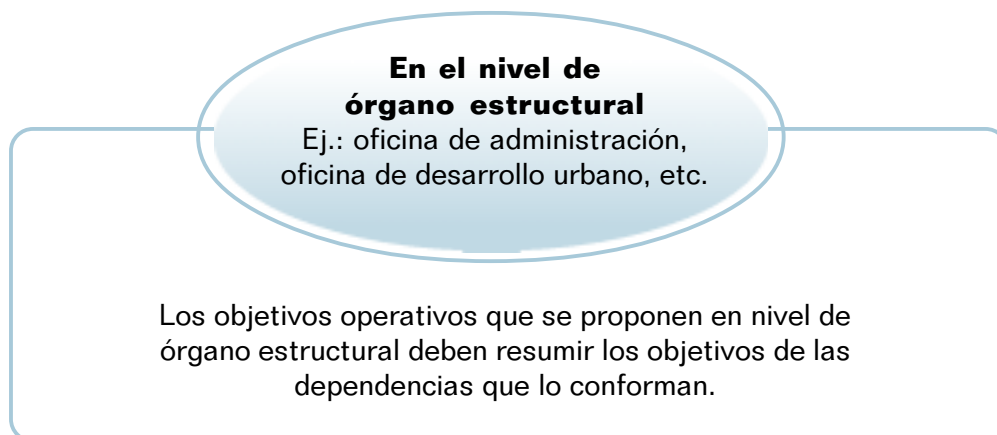 En el nivel de
órgano estructural
Ej.: oficina de administración,
oficina de desarrollo urbano, etc.
Los objetivos operativos que se proponen en nivel de
órgano estructural deben resumir los objetivos de las
dependencias que lo conforman.